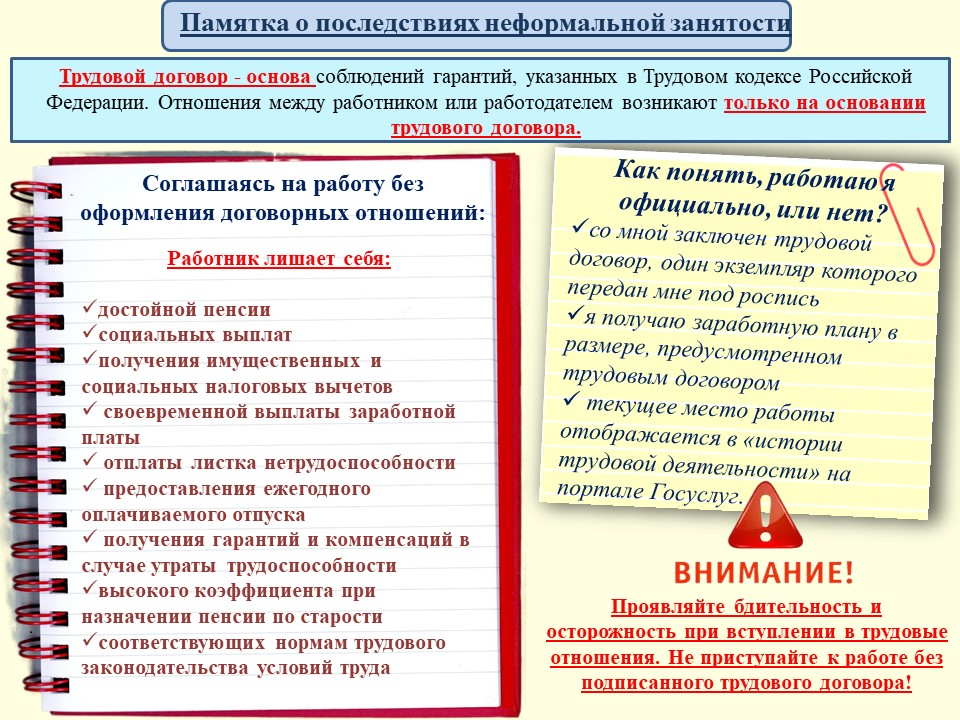 Памятка о последствиях неформальной занятости
Трудовой договор - основа соблюдений гарантий, указанных в Трудовом кодексе Российской
Федерации. Отношения между работником или работодателем возникают только на основании
трудового договора.
Соглашаясь на работу без
оформления договорных отношений:
Работник лишает себя:
✓достойной пенсии
✓социальных выплат
✓получения имущественных и
социальных налоговых вычетов
✓ своевременной выплаты заработной
платы
✓ отплаты листка нетрудоспособности
✓ предоставления ежегодного
оплачиваемого отпуска
✓ получения гарантий и компенсаций в
случае утраты трудоспособности
✓высокого коэффициента при
назначении пенсии по старости
✓соответствующих нормам трудового
законодательства условий труда
Как понять, работаю я
официально, или нет?
✓со мной заключен трудовой
договор, один экземпляр которого
передан мне под роспись
✓я получаю заработную плану в
размере, предусмотренном
трудовым договором
✓ текущее место работы
отображается в «истории
трудовой деятельности» на
портале Госуслуг.
ВНИМАНИЕ!
Проявляйте бдительность и
осторожность при вступлении в трудовые
отношения. Не приступайте к работе без
подписанного трудового договора!